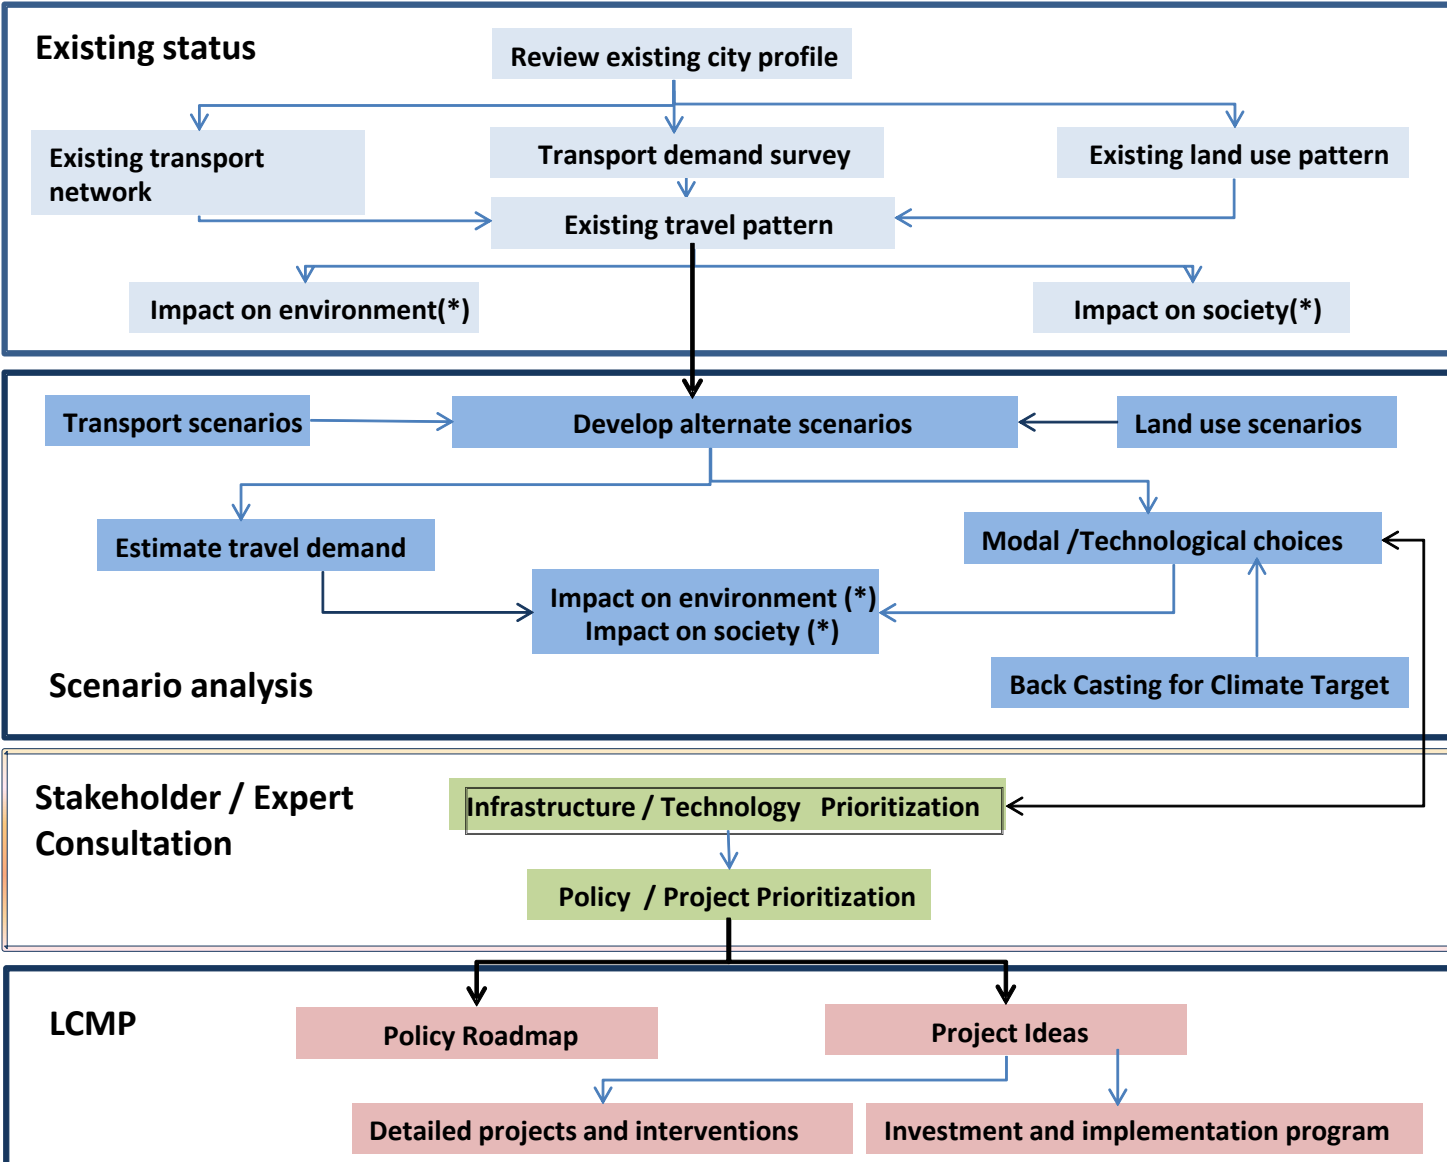 Existing status
Review existing city profile
Existing transport
network
Transport demand survey
Existing land use pattern
Existing travel pattern
Impact on environment(*)
Impact on society(*)
Transport scenarios
Develop alternate scenarios
Land use scenarios
Estimate travel demand
Modal /Technological choices
Impact on environment (*)
Impact on society (*)
Back Casting for Climate Target
Scenario analysis
Stakeholder / Expert
Consultation
Infrastructure / Technology Prioritization
Policy / Project Prioritization
LCMP
Policy Roadmap
Project Ideas
Detailed projects and interventions
Investment and implementation program